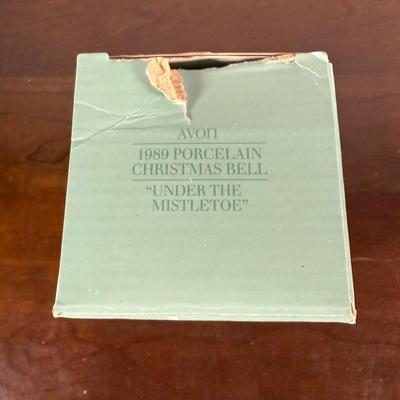 AVON
1989 PORCELAIN
CHRISTMAS BELL
“UNDER THE
MISTLETOE”